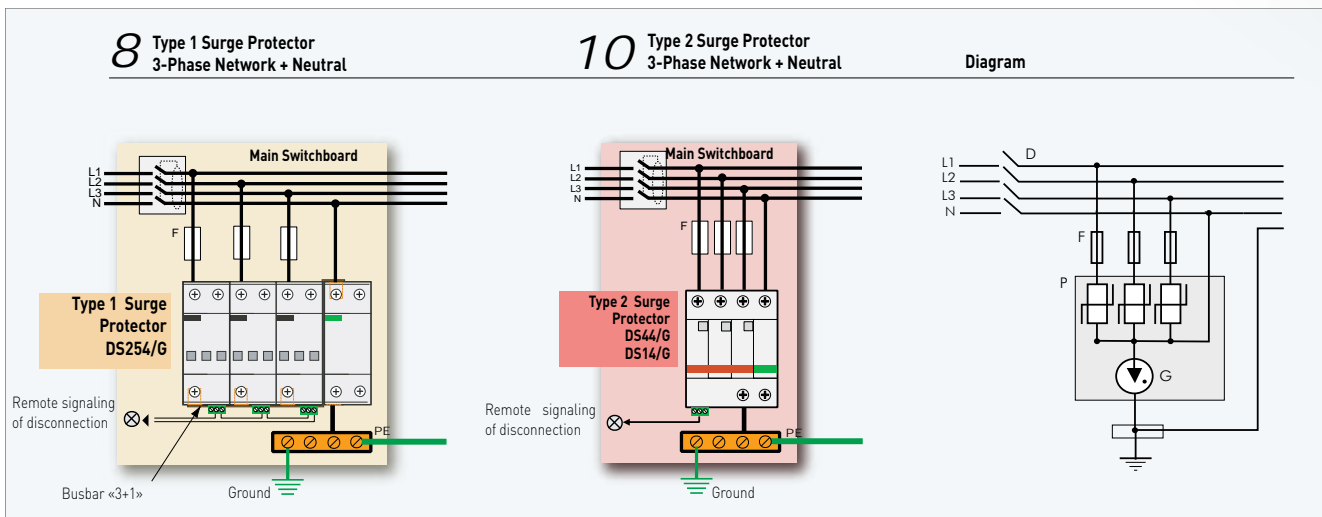 8 Type 1 Surge Protector
3-Phase Network + Neutral
10 Type 2 Surge Protector
3-Phase Network + Neutral
Diagram
Main Switchboard
L1
L2
L3
N
F
Type 1 Surge
Protector
DS254/G
Remote signaling
of disconnection
PE
Busbar «3+1»
Ground
Main Switchboard
L1
L2
L3
N
F
Type 2 Surge
Protector
DS44/G
DS14/G
Remote signaling
of disconnection
PE
Ground
D
L1
L2
L3
N
F
P
G